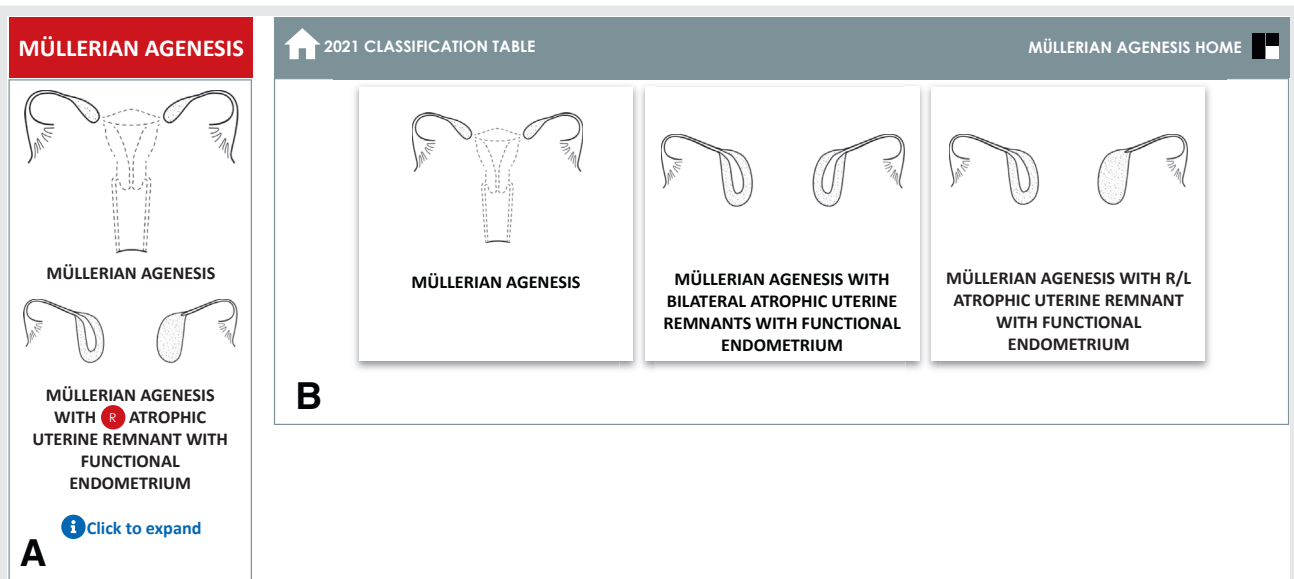 MÜLLERIAN AGENESIS
MÜLLERIAN AGENESIS
MÜLLERIAN AGENESIS
WITH R ATROPHIC
UTERINE REMNANT WITH
FUNCTIONAL
ENDOMETRIUM
i Click to expand
A
2021 CLASSIFICATION TABLE
MÜLLERIAN AGENESIS HOME
MÜLLERIAN AGENESIS
MÜLLERIAN AGENESIS WITH
BILATERAL ATROPHIC UTERINE
REMNANTS WITH FUNCTIONAL
ENDOMETRIUM
MÜLLERIAN AGENESIS WITH R/L
ATROPHIC UTERINE REMNANT
WITH FUNCTIONAL
ENDOMETRIUM
B